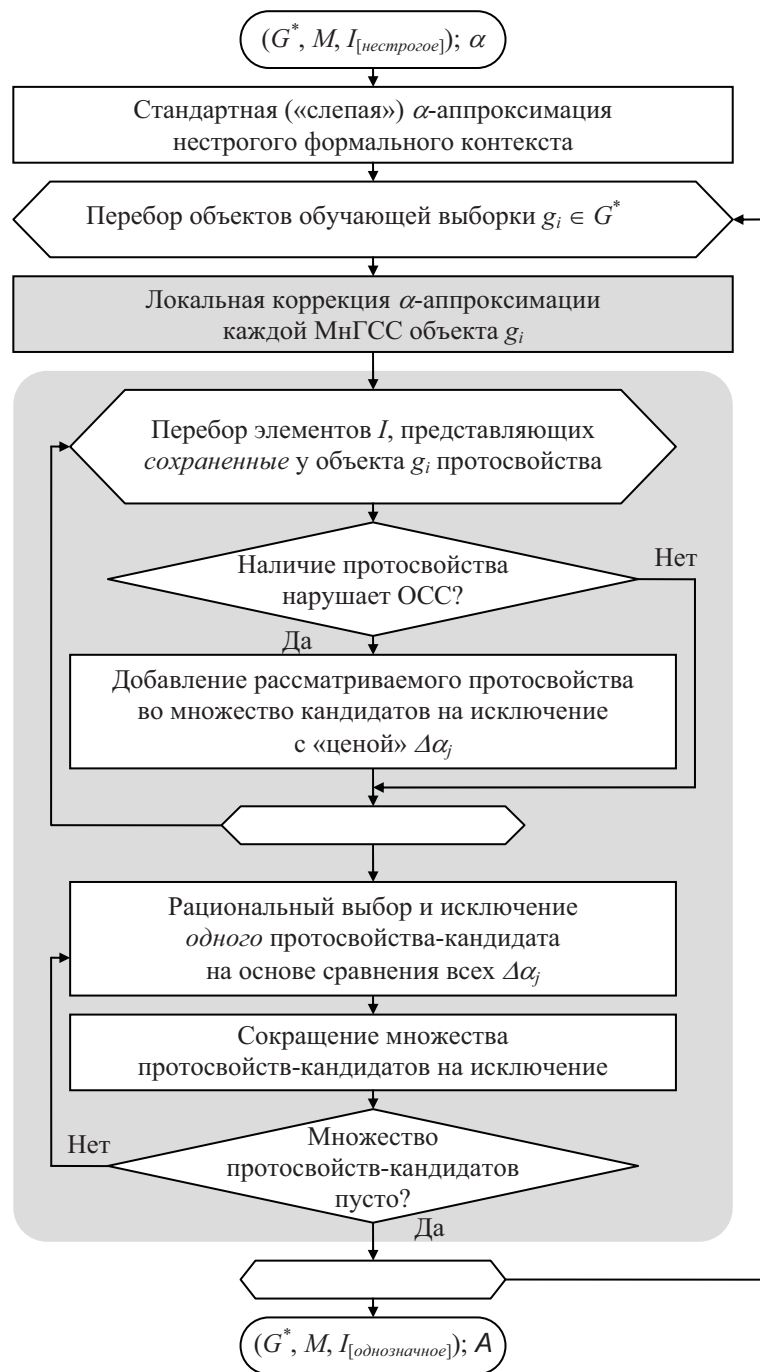 (G*, M, I[нестрогое]); α
Стандартная («слепая») α-аппроксимация
нестрогого формального контекста
Перебор объектов обучающей выборки gᵢ ∈ G*
Локальная коррекция α-аппроксимации
каждой МнГСС объекта gᵢ
Перебор элементов I, представляющих
сохраненные у объекта gᵢ протосвойства
Наличие протосвойства
нарушает ОСС?
Нет
Да
Добавление рассматриваемого протосвойства
во множество кандидатов на исключение
с «ценой» Δαⱼ
Рациональный выбор и исключение
одного протосвойства-кандидата
на основе сравнения всех Δαⱼ
Сокращение множества
протосвойств-кандидатов на исключение
Нет
Множество
протосвойств-кандидатов
пусто?
Да
(G*, M, I[однозначное]); A